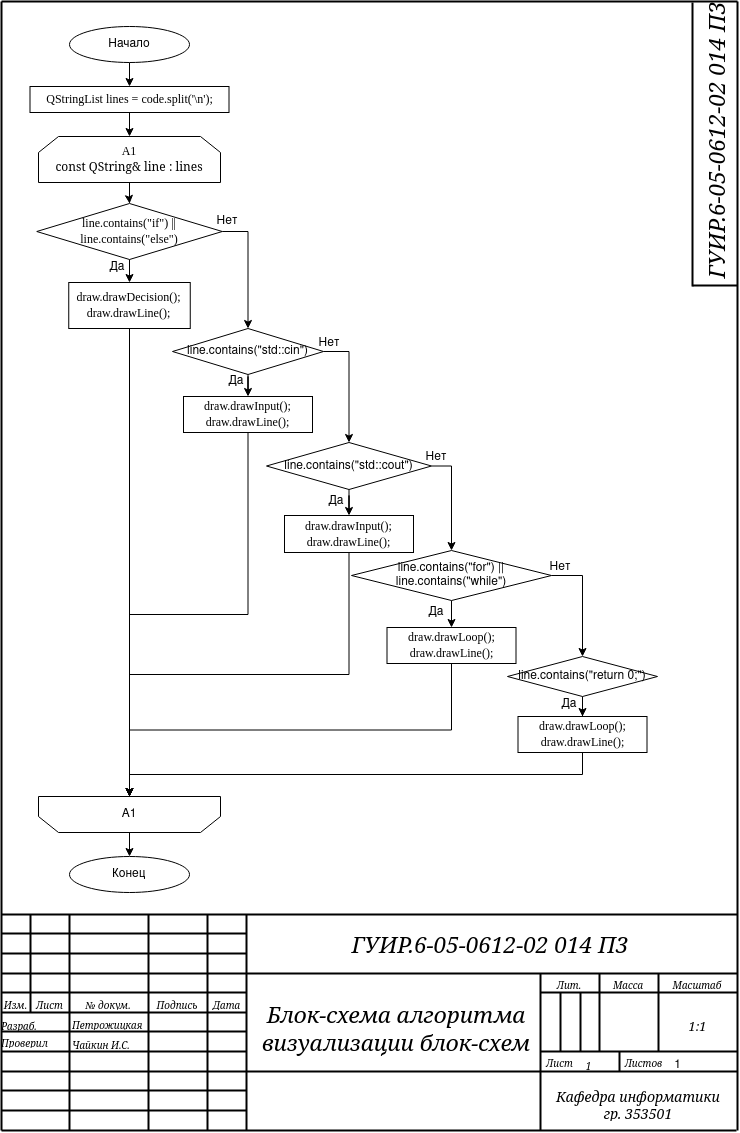 ГУИР.6-05-0612-02 014 ПЗ
Начало
QStringList lines = code.split('\n');
A1
const QString& line : lines
line.contains("if") ||
line.contains("else")
Нет
Да
draw.drawDecision();
draw.drawLine();
line.contains("std::cin")
Нет
Да
draw.drawInput();
draw.drawLine();
line.contains("std::cout")
Нет
Да
draw.drawInput();
draw.drawLine();
line.contains("for") ||
line.contains("while")
Нет
Да
draw.drawLoop();
draw.drawLine();
line.contains("return 0;")
Да
draw.drawLoop();
draw.drawLine();
A1
Конец
ГУИР.6-05-0612-02 014 ПЗ
Изм. Лист № докум. Подпись Дата
Разраб. Петрожицкая
Проверил Чайкин И.С.
Блок-схема алгоритма
визуализации блок-схем
Лит. Масса Масштаб
1:1
Лист 1 Листов 1
Кафедра информатики
гр. 353501